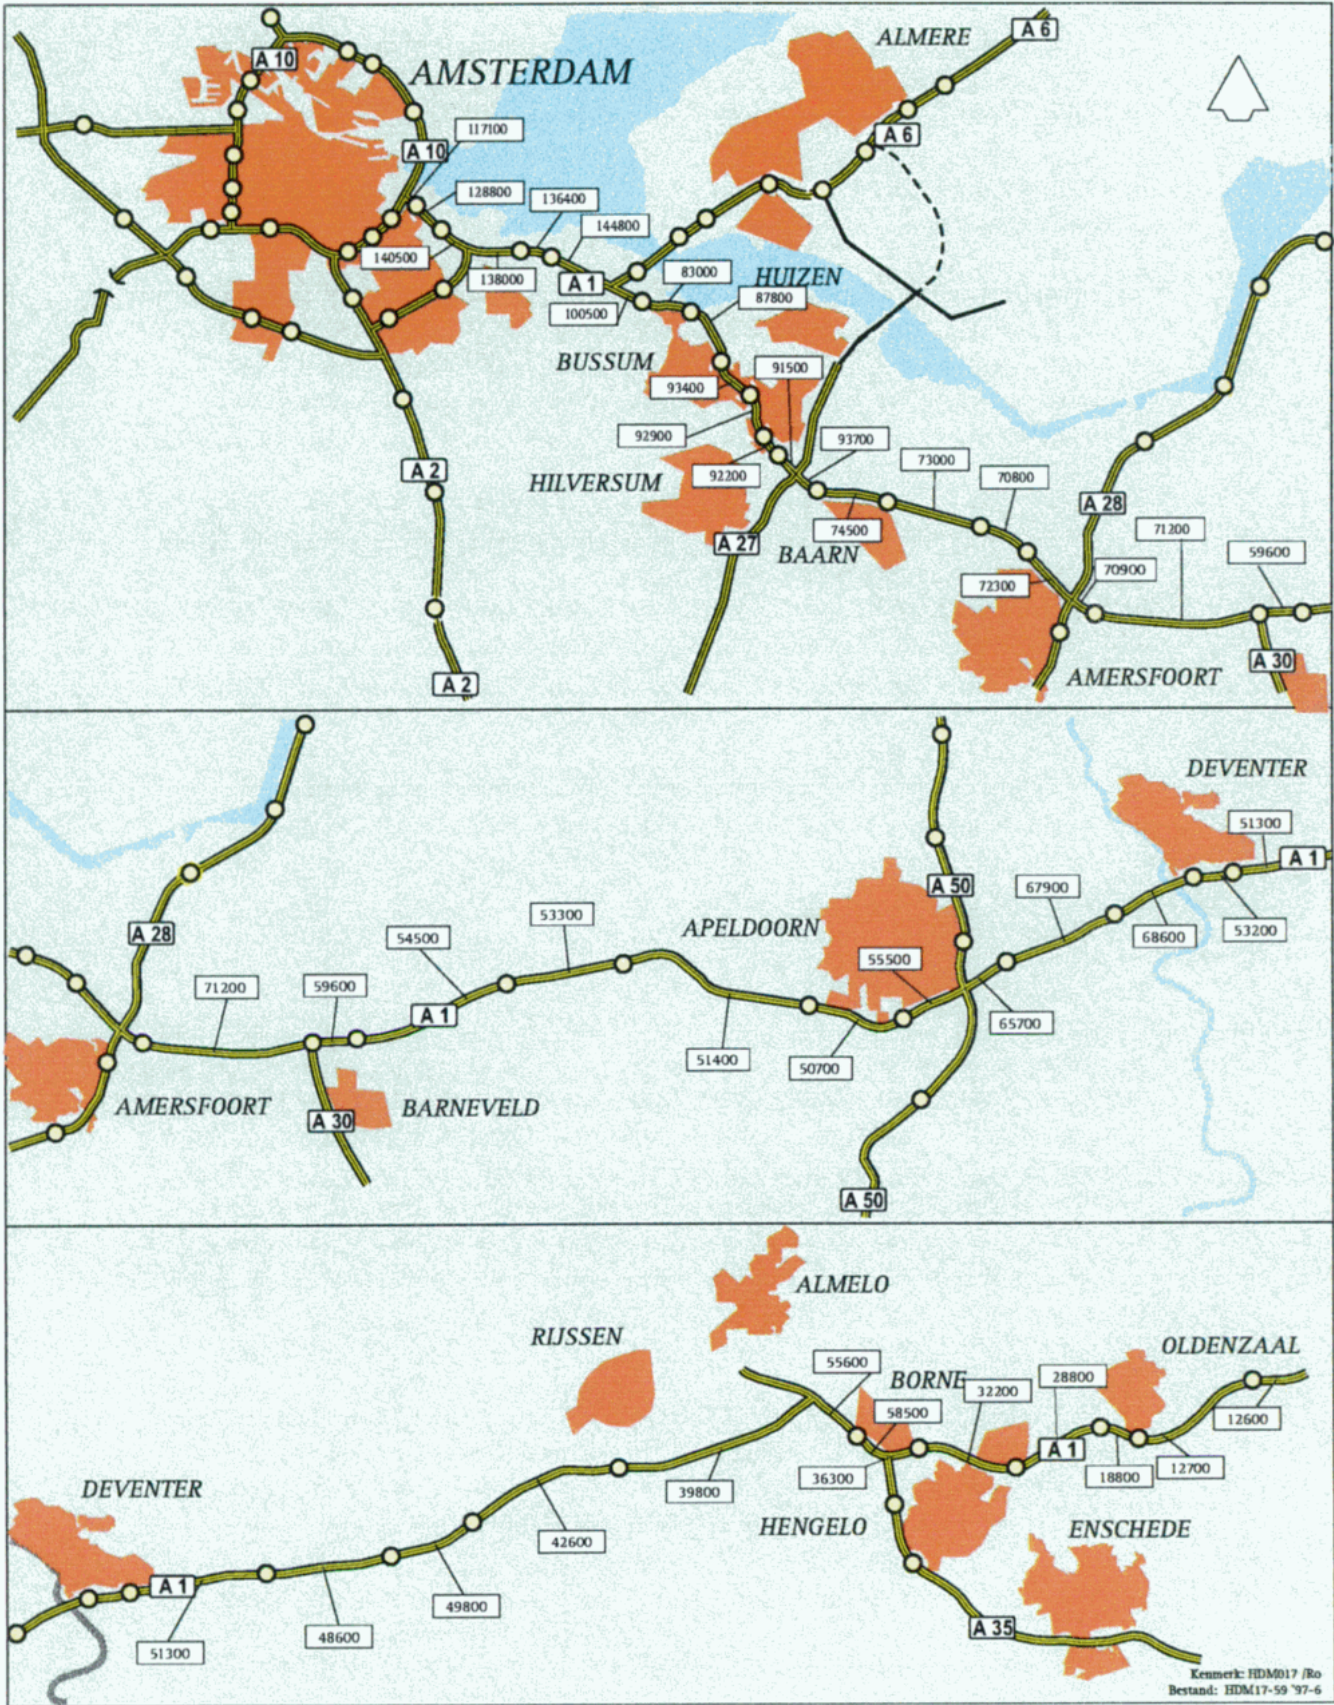 ALMERE
A 6
A 10
AMSTERDAM
117100
A 6
A 10
128800
136400
144800
140500
138000
A 1
83000
HUIZEN
87800
100500
BUSSUM
91500
93400
92900
93700
73000
HILVERSUM
92200
70800
A 2
A 28
74500
71200
A 27
BAARN
59600
72300
70900
A 30
AMERSFOORT
A 2
DEVENTER
51300
A 1
A 50
67900
53300
APELDOORN
A 28
54500
68600
53200
55500
71200
59600
A 1
65700
51400
50700
AMERSFOORT
A 30
BARNEVELD
A 50
ALMELO
RIJSSEN
OLDENZAAL
55600
BORNE
28800
32200
58500
12600
A 1
36300
18800
12700
DEVENTER
39800
HENGELO
ENSCHEDE
42600
A 1
49800
A 35
48600
51300
Kenmerk: HDM017 /Ro
Bestand: HDM17-59 '97-6